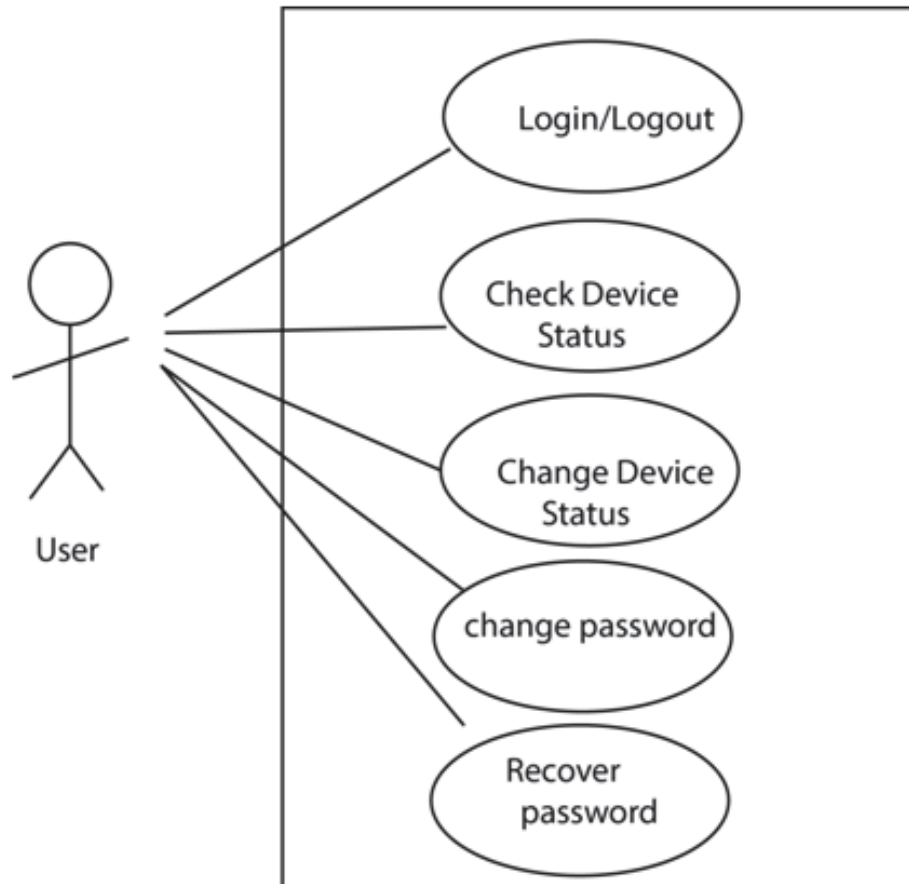 Login/Logout
Check Device
Status
Change Device
Status
User
change password
Recover
password